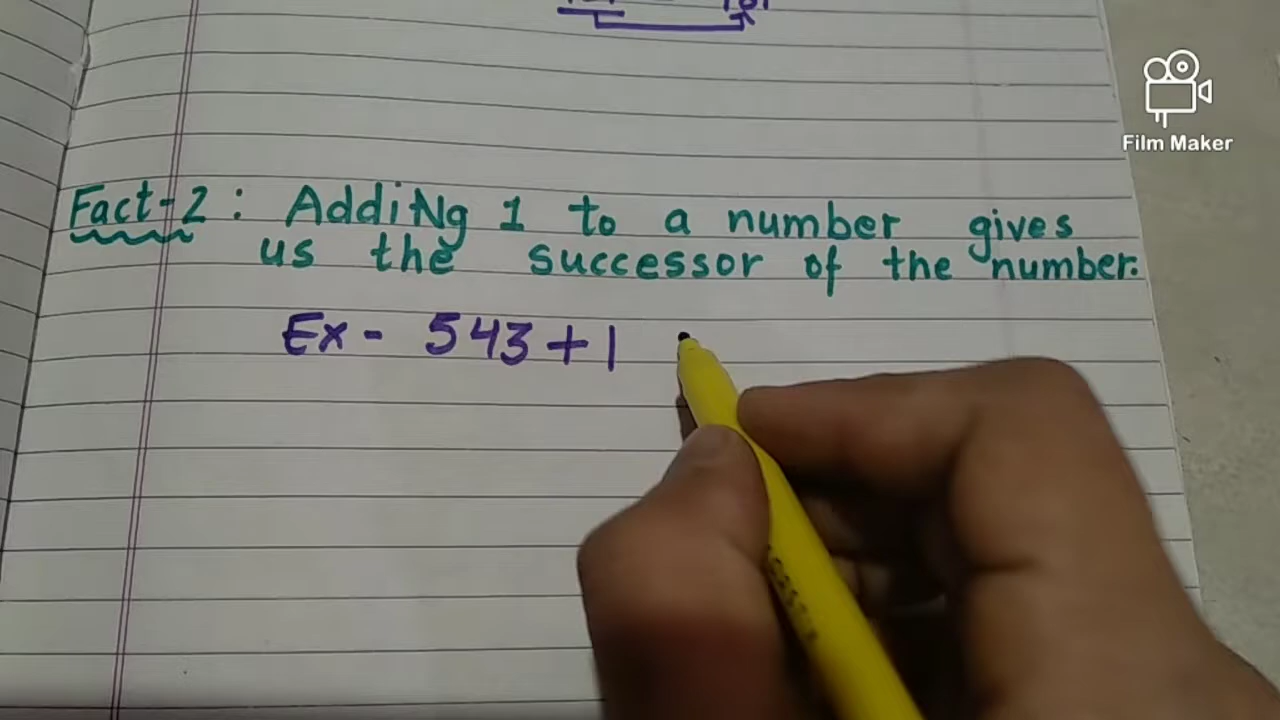 Fact-2 : AddiNg 1 to a number gives
us the successor of the number.
Ex - 543 + 1
Film Maker